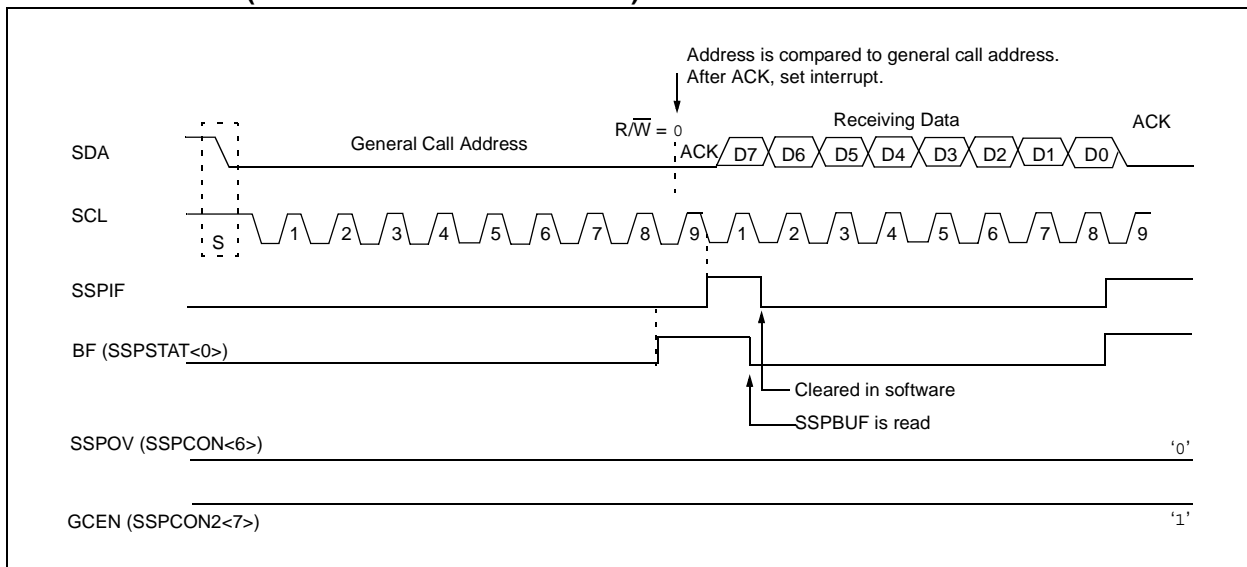 Address is compared to general call address.
After ACK, set interrupt.
R/W̅ = 0
Receiving Data
ACK
General Call Address
SDA
ACK D7 D6 D5 D4 D3 D2 D1 D0
SCL
S
1 2 3 4 5 6 7 8 9 1 2 3 4 5 6 7 8 9
SSPIF
BF (SSPSTAT<0>)
Cleared in software
SSPBUF is read
SSPOV (SSPCON<6>)
‘0’
GCEN (SSPCON2<7>)
‘1’